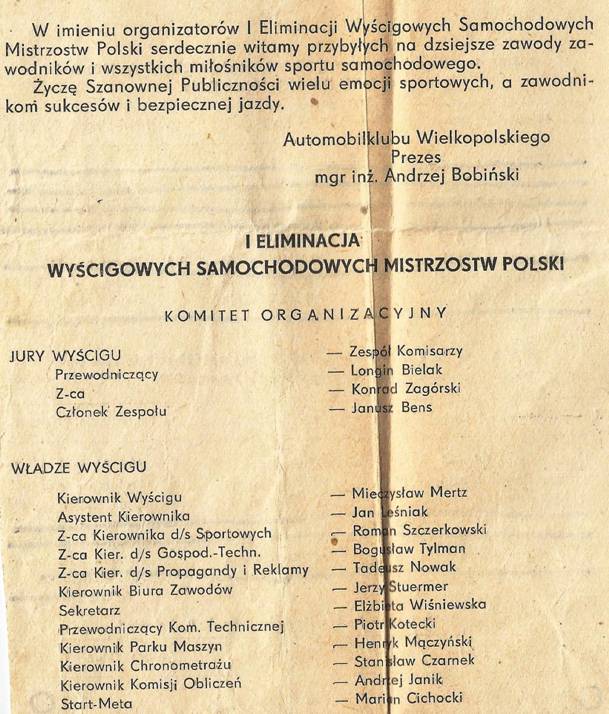 W imieniu organizatorów I Eliminacji Wyścigowych Samochodowych
Mistrzostw Polski serdecznie witamy przybyłych na dzsiejsze zawody za-
wodników i wszystkich miłośników sportu samochodowego.
Życzę Szanownej Publiczności wielu emocji sportowych, a zawodni-
kom sukcesów i bezpiecznej jazdy.
Automobilklubu Wielkopolskiego
Prezes
mgr inż. Andrzej Bobiński
I ELIMINACJA
WYŚCIGOWYCH SAMOCHODOWYCH MISTRZOSTW POLSKI
KOMITET ORGANIZACYJNY
JURY WYŚCIGU — Zespół Komisarzy
Przewodniczący — Longin Bielak
Z-ca — Konrad Zagórski
Członek Zespołu — Janusz Bens
WŁADZE WYŚCIGU
Kierownik Wyścigu — Mieczysław Mertz
Asystent Kierownika — Jan Leśniak
Z-ca Kierownika d/s Sportowych — Roman Szczerkowski
Z-ca Kier. d/s Gospod.-Techn. — Bogusław Tylman
Z-ca Kier. d/s Propagandy i Reklamy — Tadeusz Nowak
Kierownik Biura Zawodów — Jerzy Stuermer
Sekretarz — Elżbieta Wiśniewska
Przewodniczący Kom. Technicznej — Piotr Kotecki
Kierownik Parku Maszyn — Henryk Mączyński
Kierownik Chronometrażu — Stanisław Czarnek
Kierownik Komisji Obliczeń — Andrzej Janik
Start-Meta — Marian Cichocki